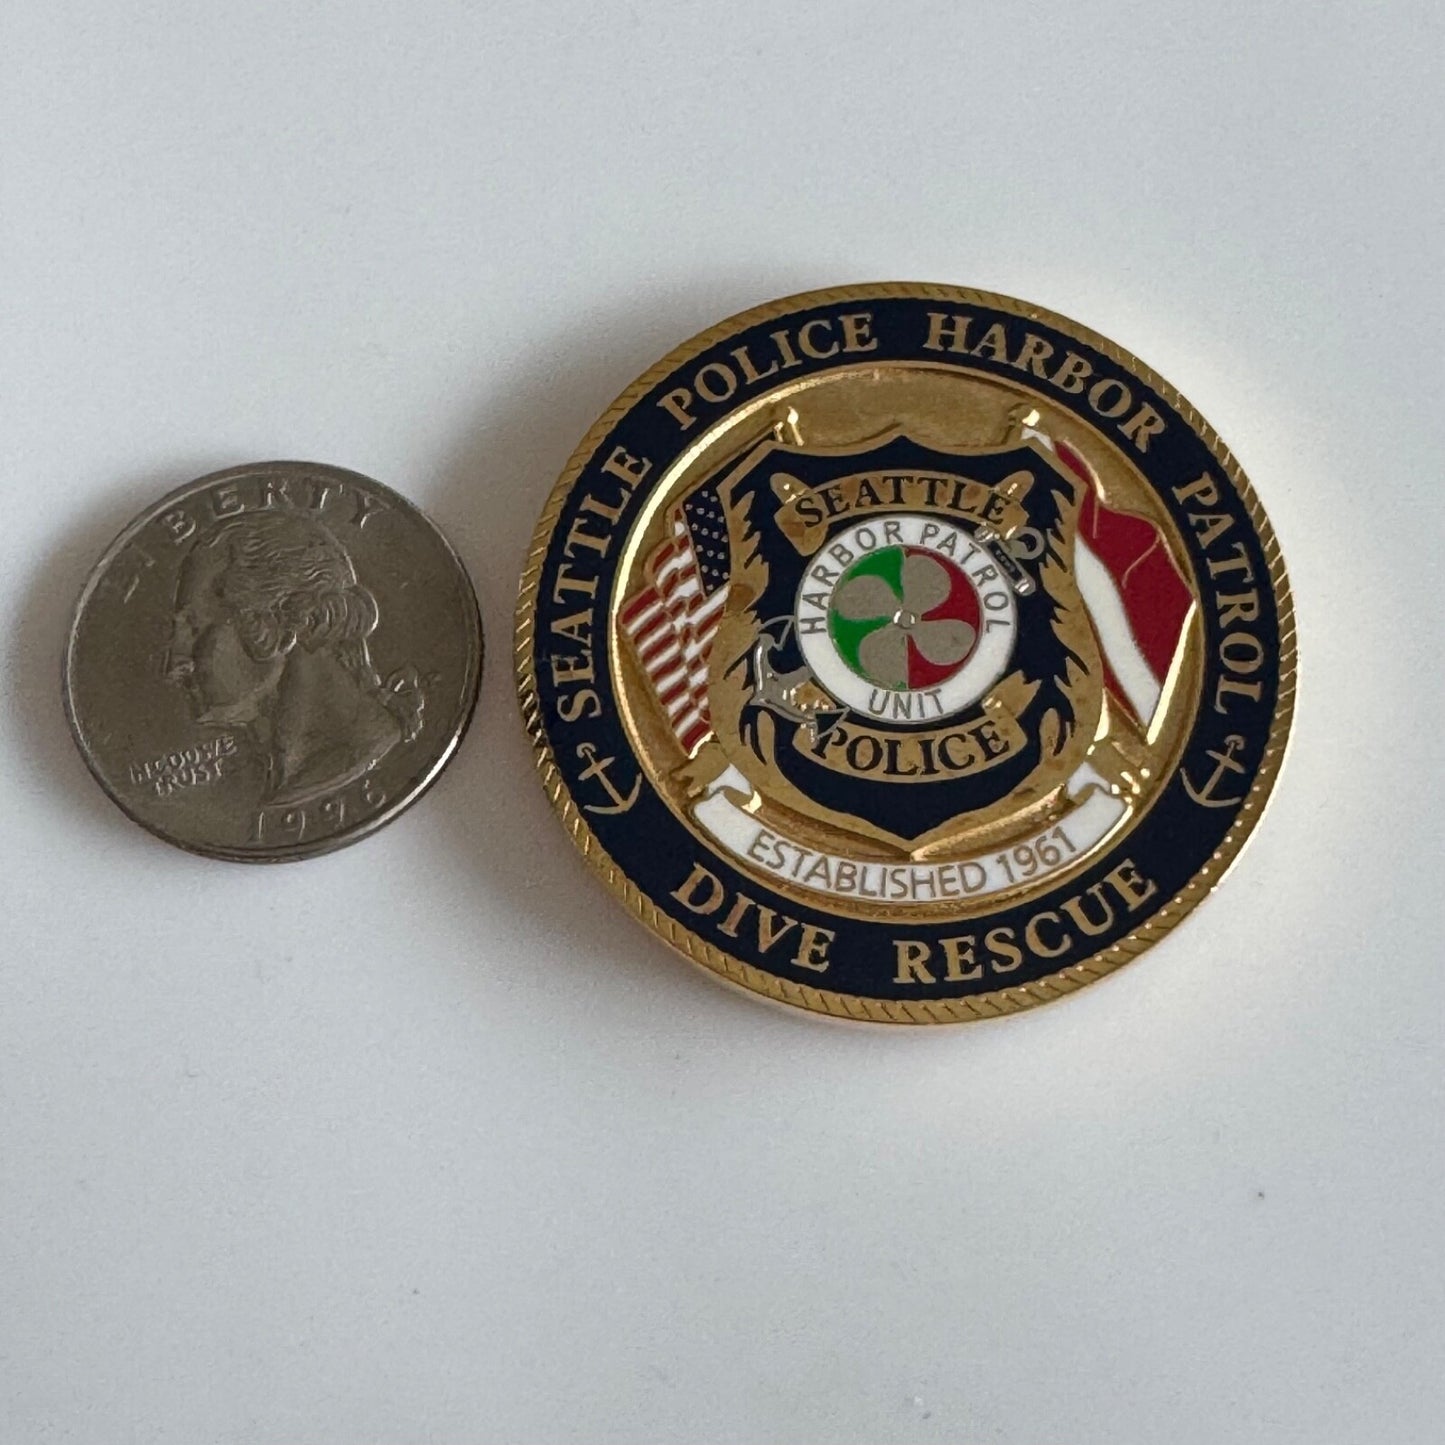 LIBERTY
IN GOD WE
TRUST
1996
SEATTLE POLICE HARBOR PATROL
SEATTLE
HARBOR PATROL
UNIT
POLICE
ESTABLISHED 1961
DIVE RESCUE